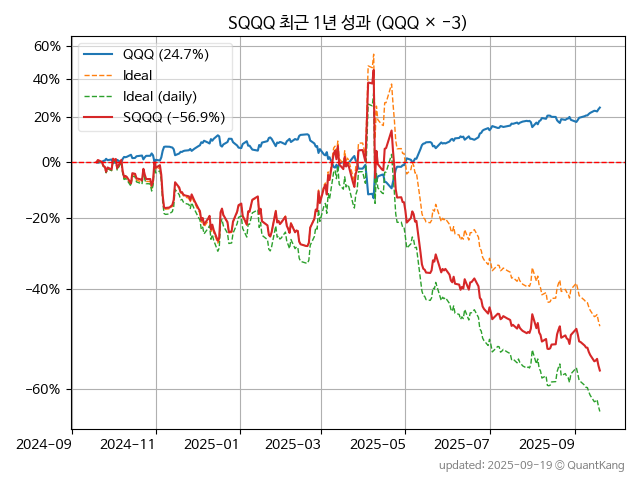 SQQQ 최근 1년 성과 (QQQ × −3)
60%
40%
20%
0%
−20%
−40%
−60%
QQQ (24.7%)
Ideal
Ideal (daily)
SQQQ (−56.9%)
2024-09
2024-11
2025-01
2025-03
2025-05
2025-07
2025-09
updated: 2025-09-19 © QuantKang